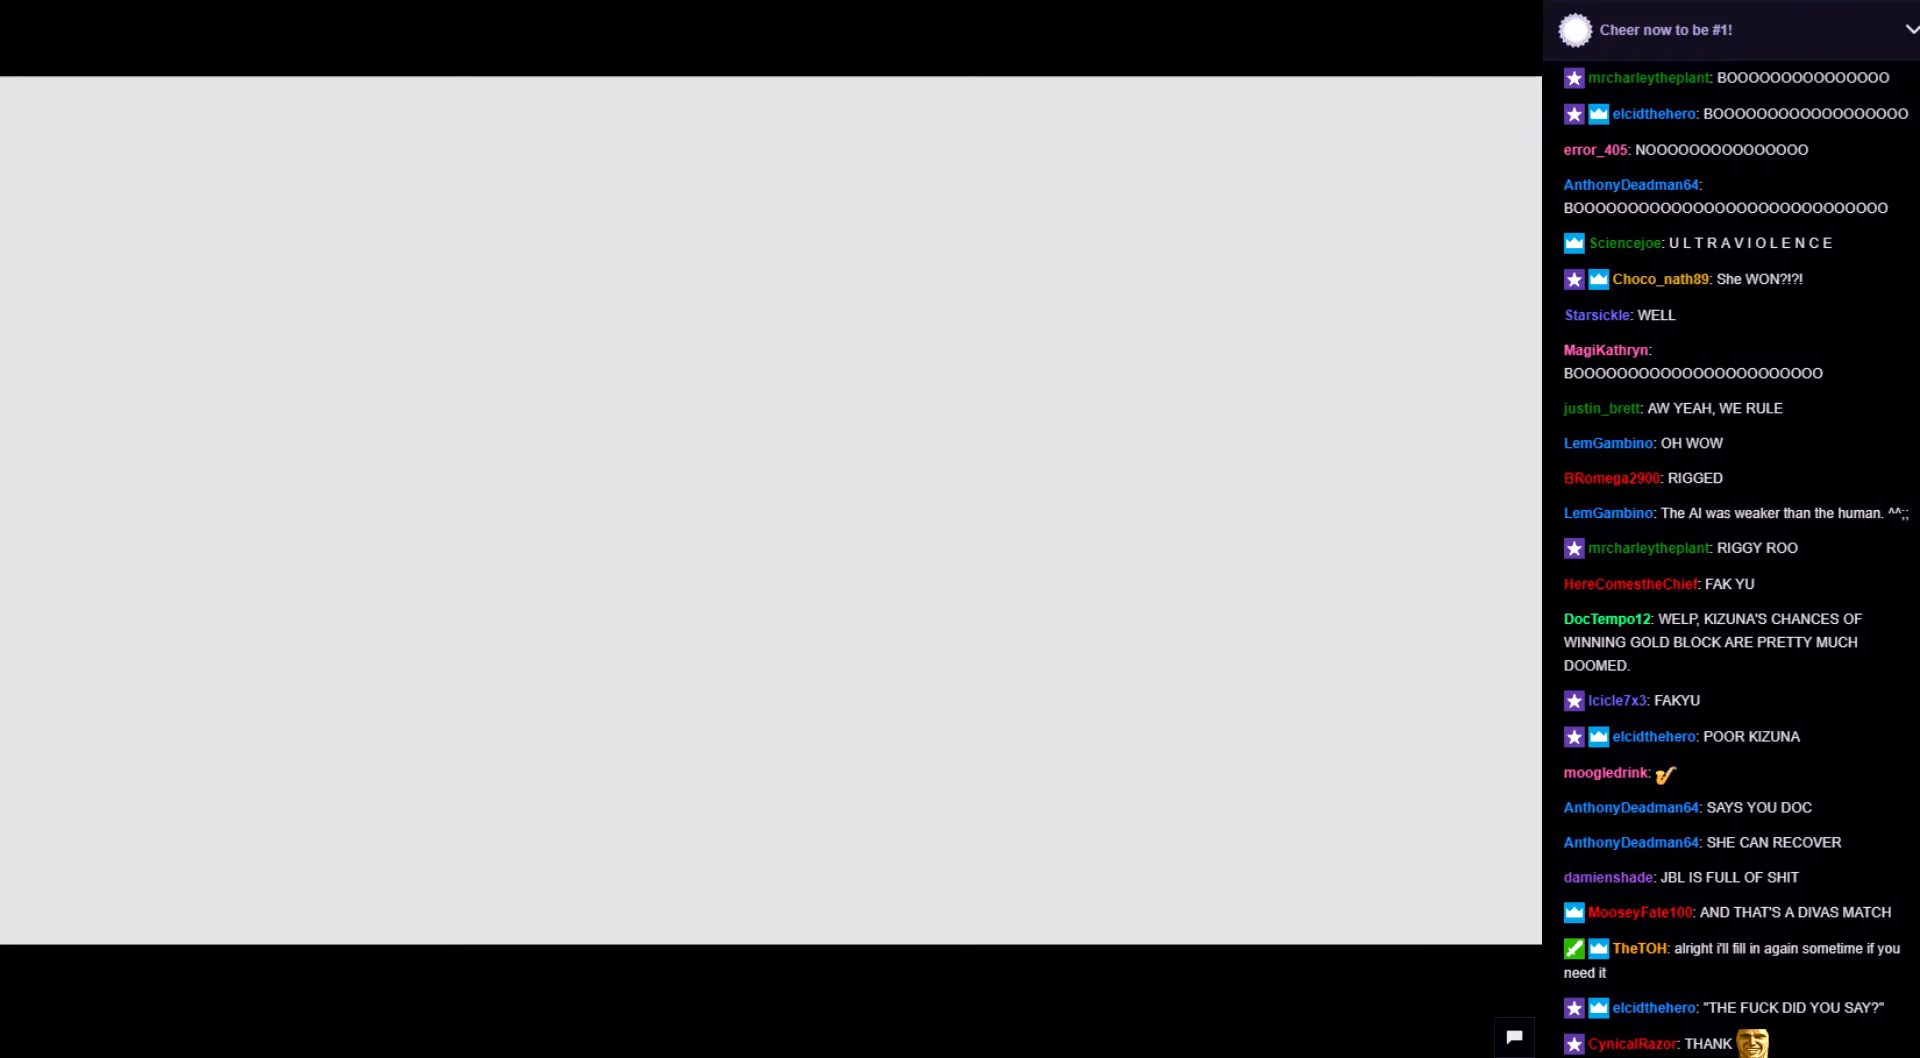 Cheer now to be #1!
mrcharleytheplant: BOOOOOOOOOOOOOOO
elcidthehero: BOOOOOOOOOOOOOOOOOO
error_405: NOOOOOOOOOOOOOOO
AnthonyDeadman64:
BOOOOOOOOOOOOOOOOOOOOOOOOOOOOO
Sciencejoe: U L T R A V I O L E N C E
Choco_nath89: She WON?!?!
Starsickle: WELL
MagiKathryn:
BOOOOOOOOOOOOOOOOOOOOOOO
justin_brett: AW YEAH, WE RULE
LemGambino: OH WOW
BRomega2900: RIGGED
LemGambino: The AI was weaker than the human. ^^;;
mrcharleytheplant: RIGGY ROO
HereComestheChief: FAK YU
DocTempo12: WELP, KIZUNA'S CHANCES OF
WINNING GOLD BLOCK ARE PRETTY MUCH
DOOMED.
Icicle7x3: FAKYU
elcidthehero: POOR KIZUNA
moogledrink:
AnthonyDeadman64: SAYS YOU DOC
AnthonyDeadman64: SHE CAN RECOVER
damienshade: JBL IS FULL OF SHIT
MooseyFate100: AND THAT'S A DIVAS MATCH
TheTOH: alright i'll fill in again sometime if you
need it
elcidthehero: "THE FUCK DID YOU SAY?"
CynicalRazor: THANK